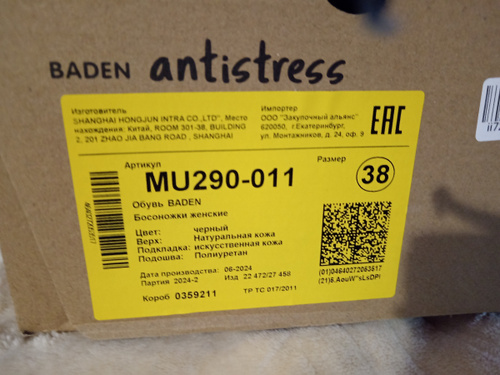 BADEN antistress
Изготовитель
SHANGHAI HONGJUN INTRA CO.,LTD", Место
нахождения. Китай, ROOM 301-38, BUILDING
2, 201 ZHAO JIA BANG ROAD , SHANGHAI
Импортер
ООО "Закупочный альянс"
620050, г.Екатеринбург,
ул. Монтажников, д. 24, оф. 9
EAC
Артикул
MU290-011
Размер
38
Обувь BADEN
Босоножки женские
Цвет: черный
Верх: Натуральная кожа
Подкладка: искусственная кожа
Подошва: Полиуретан
Дата производства: 06-2024
Партия 2024-2 Изд 22 472/27 458
Короб 0359211 ТР ТС 017/2011
(01)04640272063517